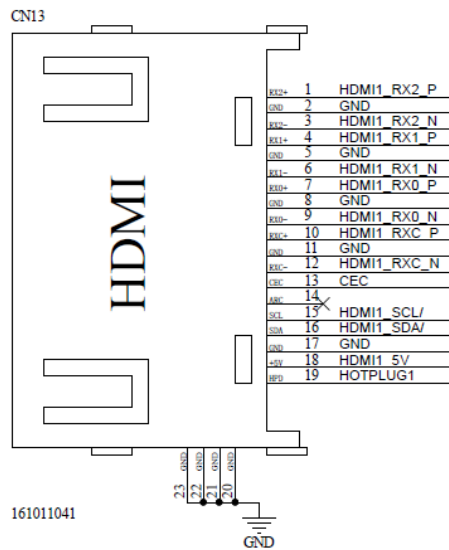 CN13
HDMI
RX2+ 1 HDMI1_RX2_P
GND 2 GND
RX2- 3 HDMI1_RX2_N
RX1+ 4 HDMI1_RX1_P
GND 5 GND
RX1- 6 HDMI1_RX1_N
RX0+ 7 HDMI1_RX0_P
GND 8 GND
RX0- 9 HDMI1_RX0_N
RXC+ 10 HDMI1_RXC_P
GND 11 GND
RXC- 12 HDMI1_RXC_N
CEC 13 CEC
ARC 14
SCL 15 HDMI1_SCL/
SDA 16 HDMI1_SDA/
GND 17 GND
+5V 18 HDMI1_5V
HPD 19 HOTPLUG1
23 GND
22 GND
21 GND
20 GND
161011041
GND